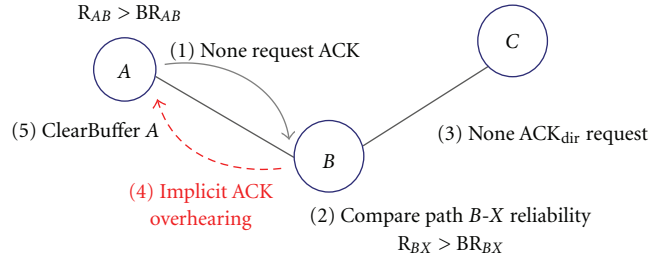 R_AB > BR_AB
(1) None request ACK
A
C
(5) ClearBuffer A
(3) None ACK_dir request
B
(4) Implicit ACK
overhearing
(2) Compare path B-X reliability
R_BX > BR_BX